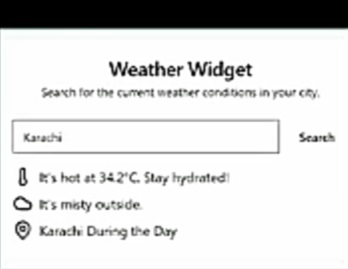 Weather Widget
Search for the current weather conditions in your city.
Karachi
Search
It's hot at 34.2°C. Stay hydrated!
It's misty outside.
Karachi During the Day